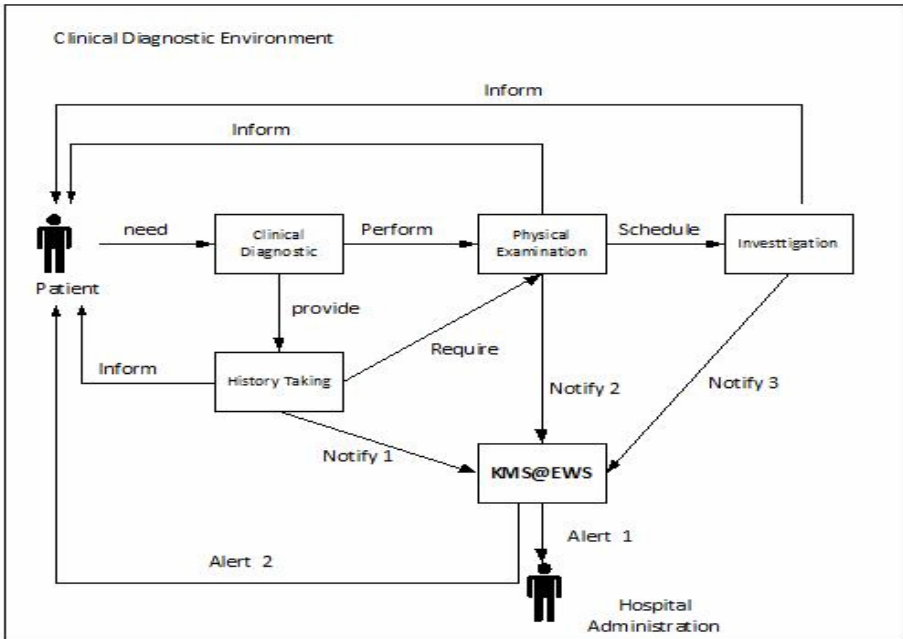 Clinical Diagnostic Environment
Inform
Inform
need
Clinical
Diagnostic
Perform
Physical
Examination
Schedule
Investtigation
Patient
provide
Require
Inform
History Taking
Notify 2
Notify 3
Notify 1
KMS@EWS
Alert 2
Alert 1
Hospital
Administration